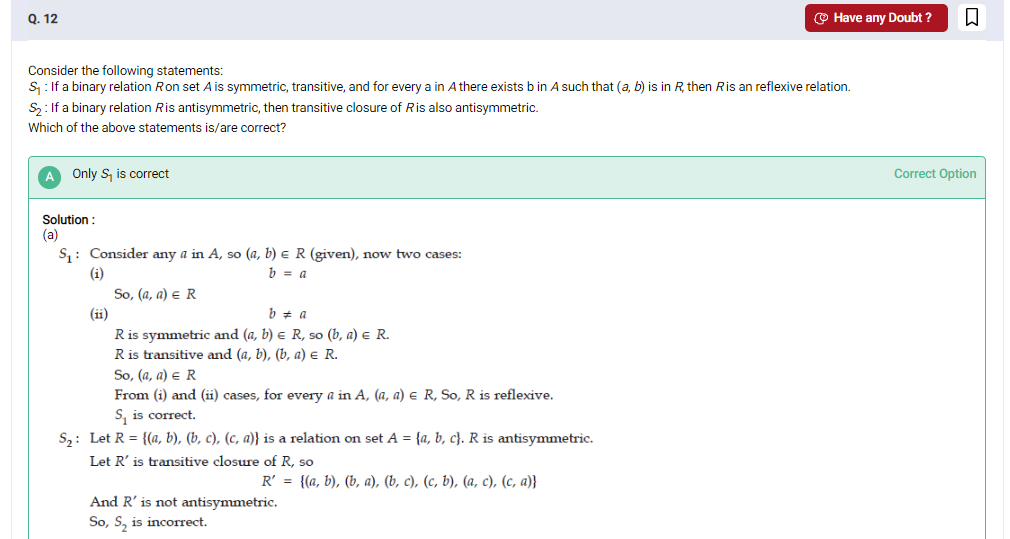 Q. 12
Have any Doubt ?
Consider the following statements:
S₁ : If a binary relation R on set A is symmetric, transitive, and for every a in A there exists b in A such that (a, b) is in R, then R is an reflexive relation.
S₂ : If a binary relation R is antisymmetric, then transitive closure of R is also antisymmetric.
Which of the above statements is/are correct?
A Only S₁ is correct Correct Option
Solution :
(a)
S₁ : Consider any a in A, so (a, b) ∈ R (given), now two cases:
(i) b = a
So, (a, a) ∈ R
(ii) b ≠ a
R is symmetric and (a, b) ∈ R, so (b, a) ∈ R.
R is transitive and (a, b), (b, a) ∈ R.
So, (a, a) ∈ R
From (i) and (ii) cases, for every a in A, (a, a) ∈ R, So, R is reflexive.
S₁ is correct.
S₂ : Let R = {(a, b), (b, c), (c, a)} is a relation on set A = {a, b, c}. R is antisymmetric.
Let R′ is transitive closure of R, so
R′ = {(a, b), (b, a), (b, c), (c, b), (a, c), (c, a)}
And R′ is not antisymmetric.
So, S₂ is incorrect.